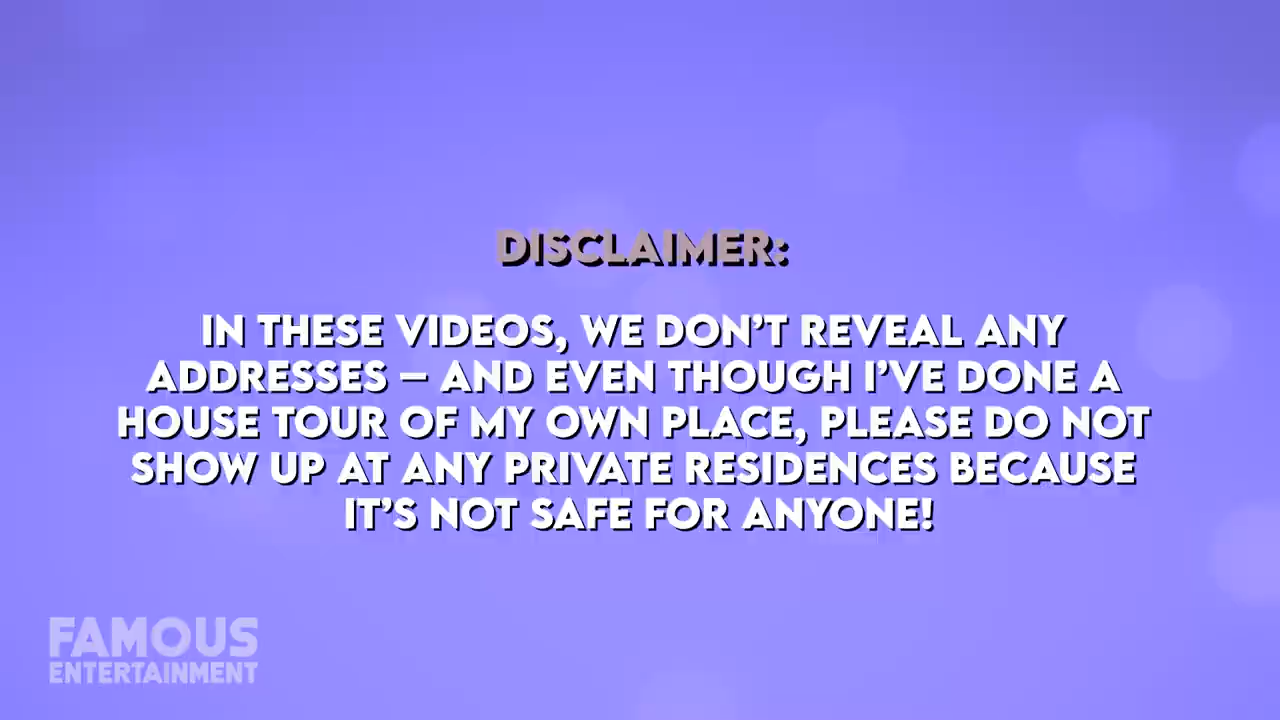 DISCLAIMER:
IN THESE VIDEOS, WE DON'T REVEAL ANY
ADDRESSES – AND EVEN THOUGH I'VE DONE A
HOUSE TOUR OF MY OWN PLACE, PLEASE DO NOT
SHOW UP AT ANY PRIVATE RESIDENCES BECAUSE
IT'S NOT SAFE FOR ANYONE!
FAMOUS
ENTERTAINMENT